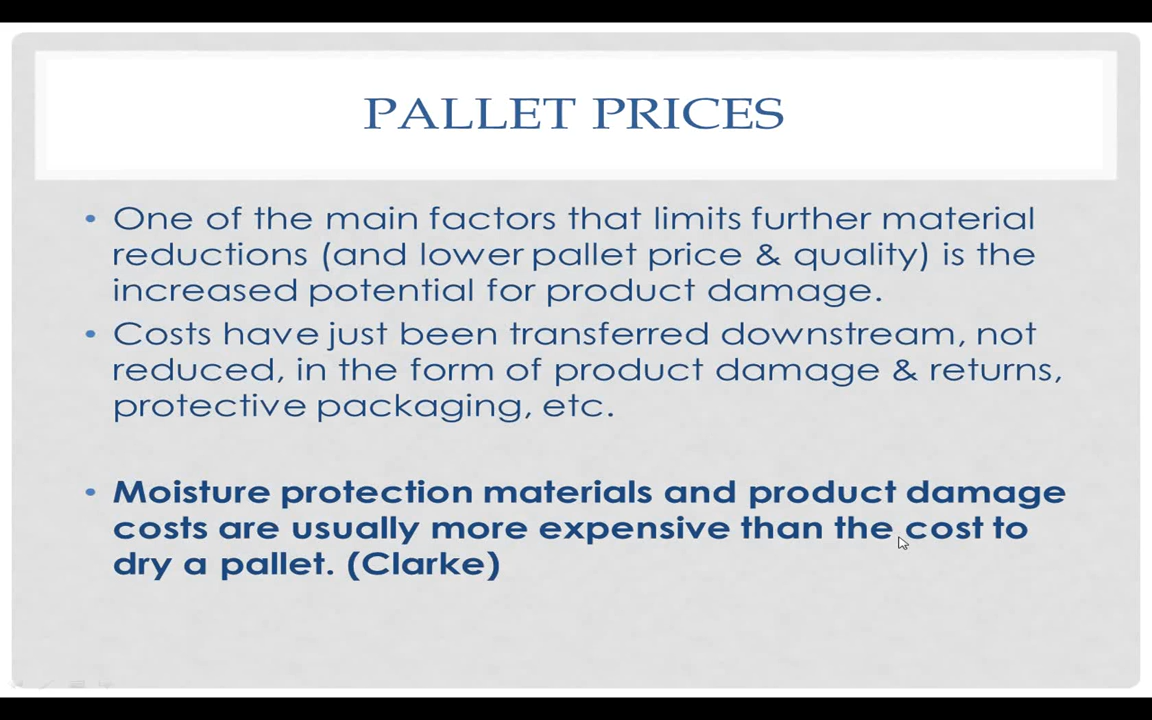 PALLET PRICES
• One of the main factors that limits further material
reductions (and lower pallet price & quality) is the
increased potential for product damage.
• Costs have just been transferred downstream, not
reduced, in the form of product damage & returns,
protective packaging, etc.
• Moisture protection materials and product damage
costs are usually more expensive than the cost to
dry a pallet. (Clarke)